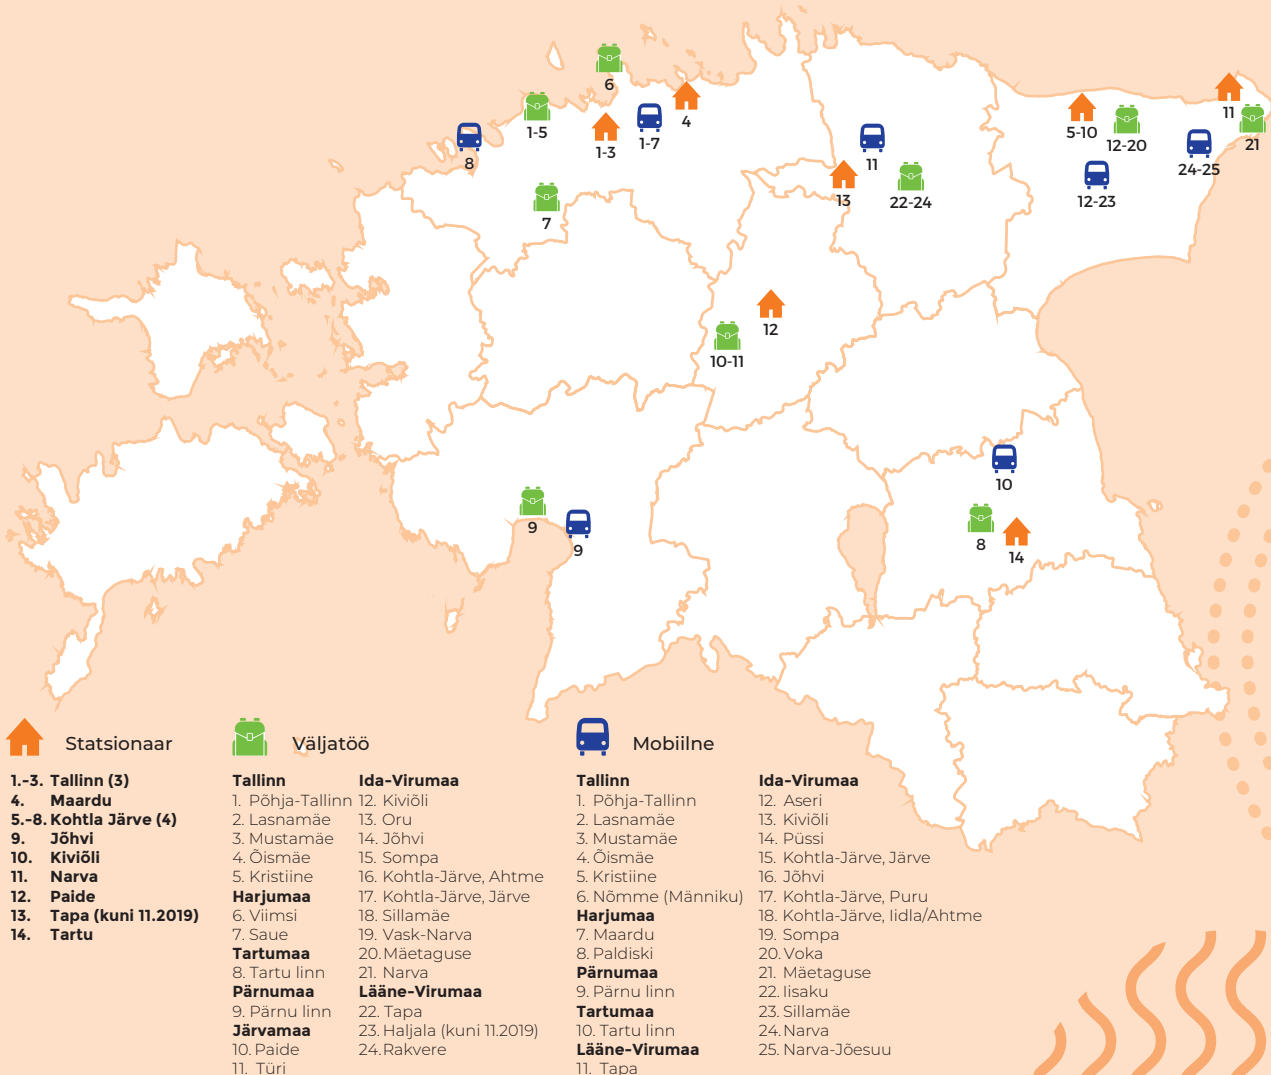 6
1-5
8
1-3
1-7
4
7
11
13
22-24
5-10
12-20
12-23
24-25
11
21
12
10-11
9
9
10
8
14
Statsionaar
1.-3. Tallinn (3)
4. Maardu
5.-8. Kohtla Järve (4)
9. Jõhvi
10. Kiviõli
11. Narva
12. Paide
13. Tapa (kuni 11.2019)
14. Tartu
Väljatöö
Tallinn
1. Põhja-Tallinn
2. Lasnamäe
3. Mustamäe
4. Õismäe
5. Kristiine
Harjumaa
6. Viimsi
7. Saue
Tartumaa
8. Tartu linn
Pärnumaa
9. Pärnu linn
Järvamaa
10. Paide
11. Türi
Ida-Virumaa
12. Kiviõli
13. Oru
14. Jõhvi
15. Sompa
16. Kohtla-Järve, Ahtme
17. Kohtla-Järve, Järve
18. Sillamäe
19. Vask-Narva
20. Mäetaguse
21. Narva
Lääne-Virumaa
22. Tapa
23. Haljala (kuni 11.2019)
24. Rakvere
Mobiilne
Tallinn
1. Põhja-Tallinn
2. Lasnamäe
3. Mustamäe
4. Õismäe
5. Kristiine
6. Nõmme (Männiku)
Harjumaa
7. Maardu
8. Paldiski
Pärnumaa
9. Pärnu linn
Tartumaa
10. Tartu linn
Lääne-Virumaa
11. Tapa
Ida-Virumaa
12. Aseri
13. Kiviõli
14. Püssi
15. Kohtla-Järve, Järve
16. Jõhvi
17. Kohtla-Järve, Puru
18. Kohtla-Järve, Iidla/Ahtme
19. Sompa
20. Voka
21. Mäetaguse
22. Iisaku
23. Sillamäe
24. Narva
25. Narva-Jõesuu